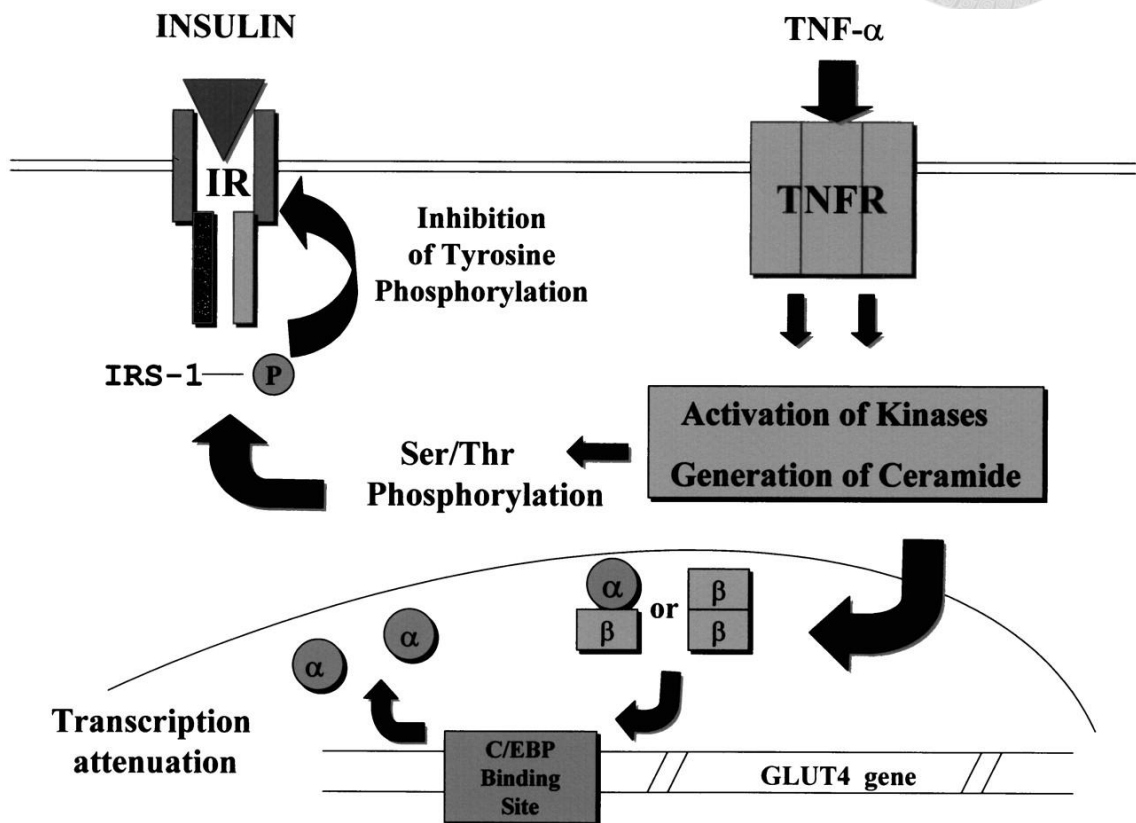 INSULIN
TNF-α
IR
TNFR
Inhibition
of Tyrosine
Phosphorylation
IRS-1
P
Activation of Kinases
Generation of Ceramide
Ser/Thr
Phosphorylation
α
β
or
β
β
α
α
Transcription
attenuation
C/EBP
Binding
Site
GLUT4 gene